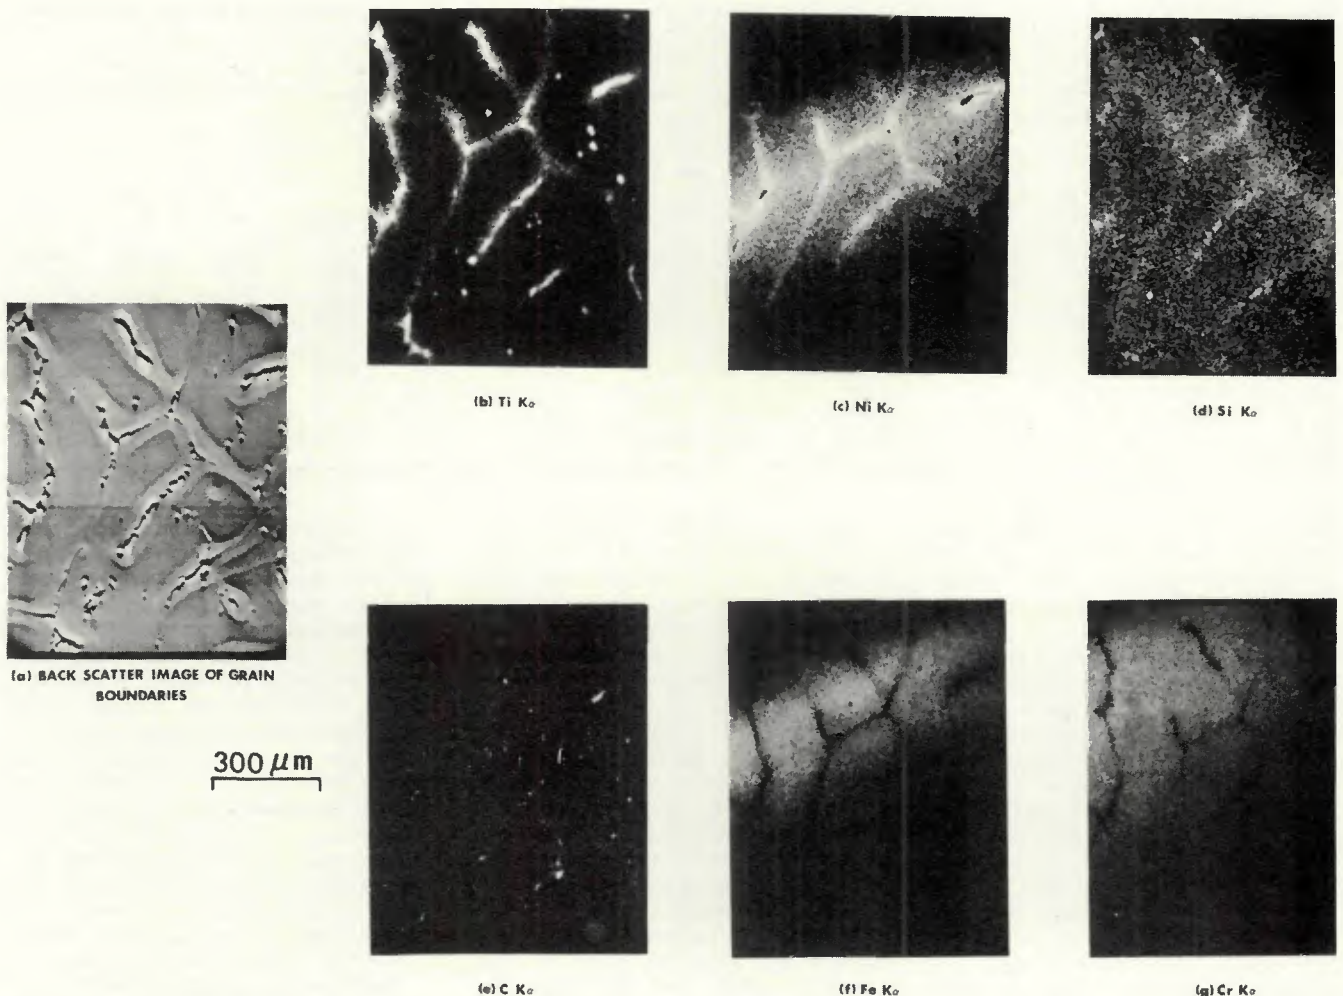 (b) Ti Kα
(c) Ni Kα
(d) Si Kα
(a) BACK SCATTER IMAGE OF GRAIN
BOUNDARIES
300 μm
(e) C Kα
(f) Fe Kα
(g) Cr Kα